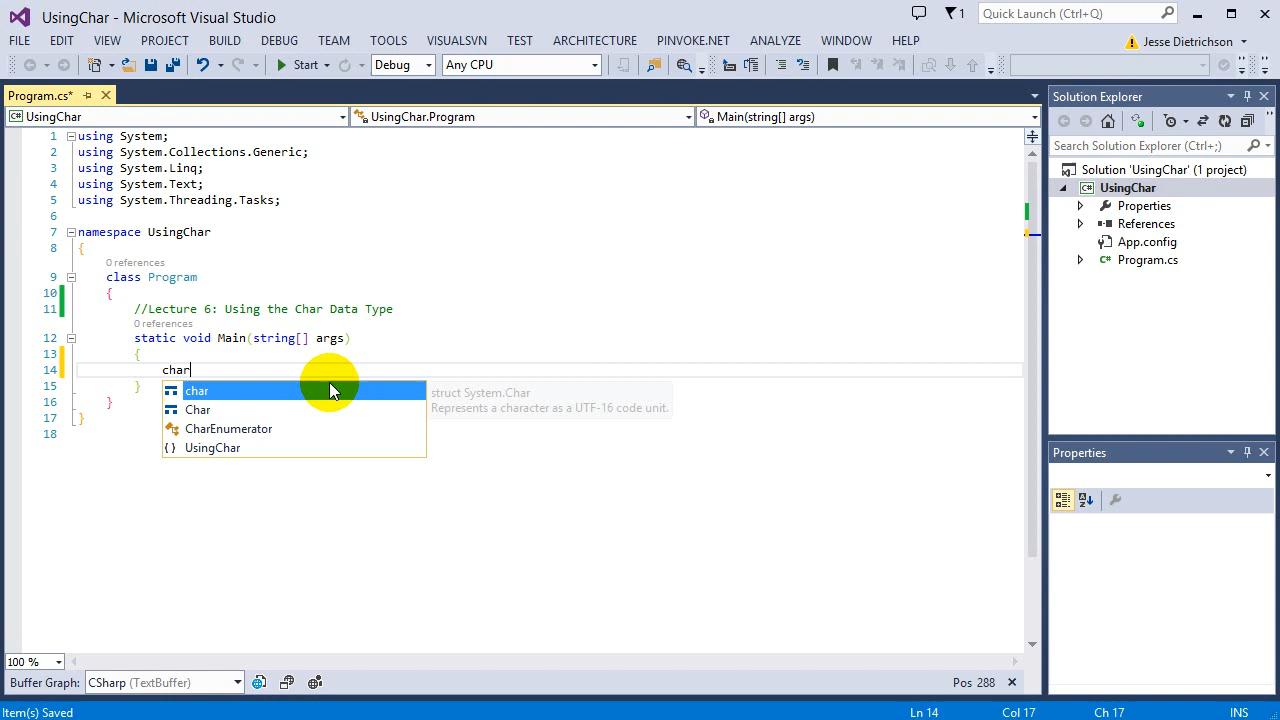 UsingChar - Microsoft Visual Studio
1
Quick Launch (Ctrl+Q)
FILE EDIT VIEW PROJECT BUILD DEBUG TEAM TOOLS VISUALSVN TEST ARCHITECTURE PINVOKE.NET ANALYZE WINDOW HELP
Jesse Dietrichson
Start Debug Any CPU
Program.cs*
UsingChar UsingChar.Program Main(string[] args)
1 using System;
2 using System.Collections.Generic;
3 using System.Linq;
4 using System.Text;
5 using System.Threading.Tasks;
6
7 namespace UsingChar
8 {
0 references
9 class Program
10 {
11 //Lecture 6: Using the Char Data Type
0 references
12 static void Main(string[] args)
13 {
14 char
15 }
16 }
17 }
18
char
Char
CharEnumerator
UsingChar
struct System.Char
Represents a character as a UTF-16 code unit.
100 %
Buffer Graph: CSharp (TextBuffer) Pos 288
Solution Explorer
Search Solution Explorer (Ctrl+;)
Solution 'UsingChar' (1 project)
UsingChar
Properties
References
App.config
Program.cs
Properties
Item(s) Saved Ln 14 Col 17 Ch 17 INS